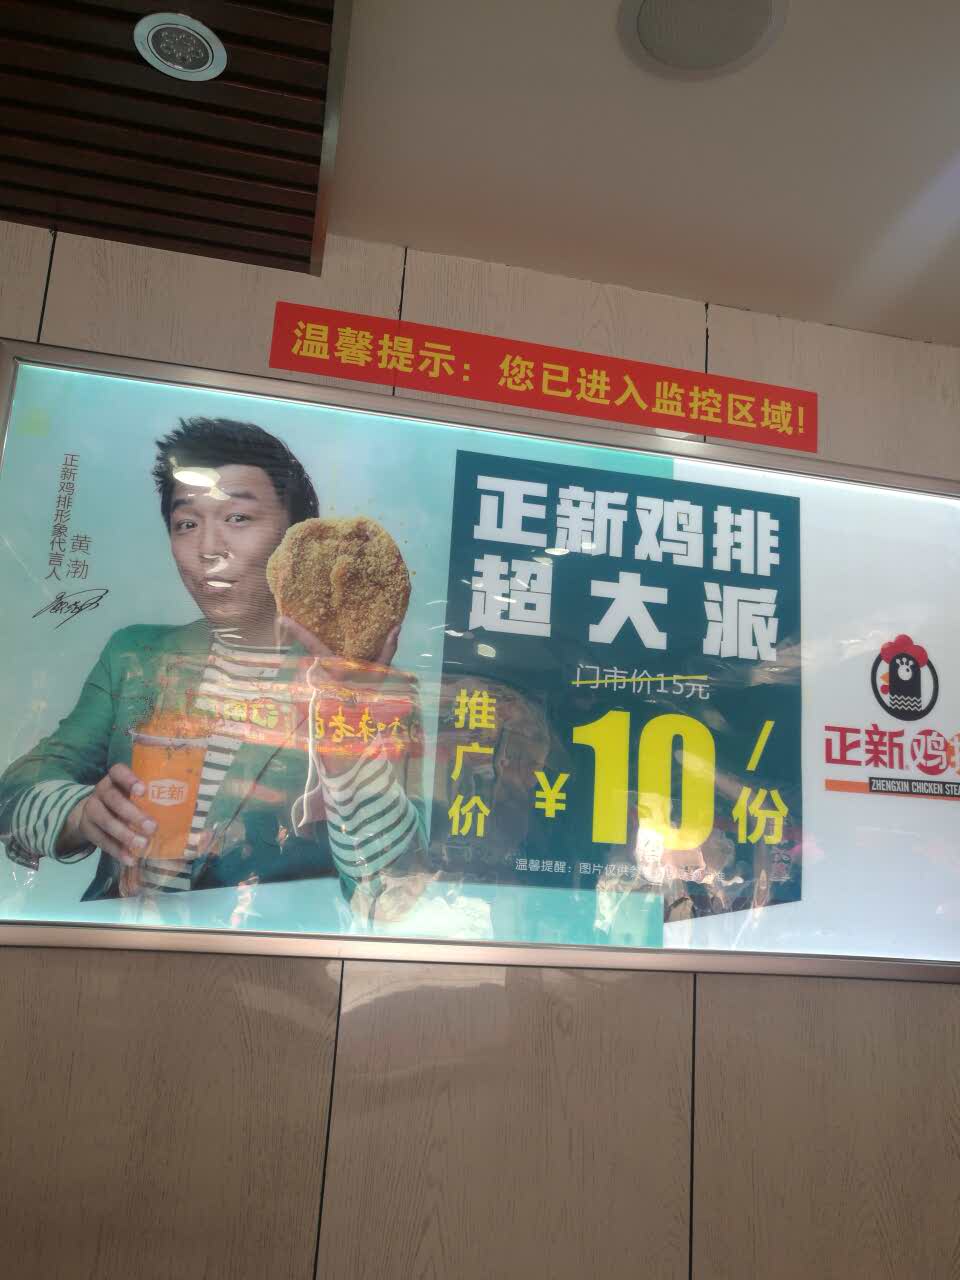 温馨提示：您已进入监控区域!
正新鸡排形象代言人
黄渤
正新鸡排
超大派
门市价15元
推广价
¥10/份
温馨提醒：图片仅供
正新
正新鸡
ZHENGXIN CHICKEN STEA